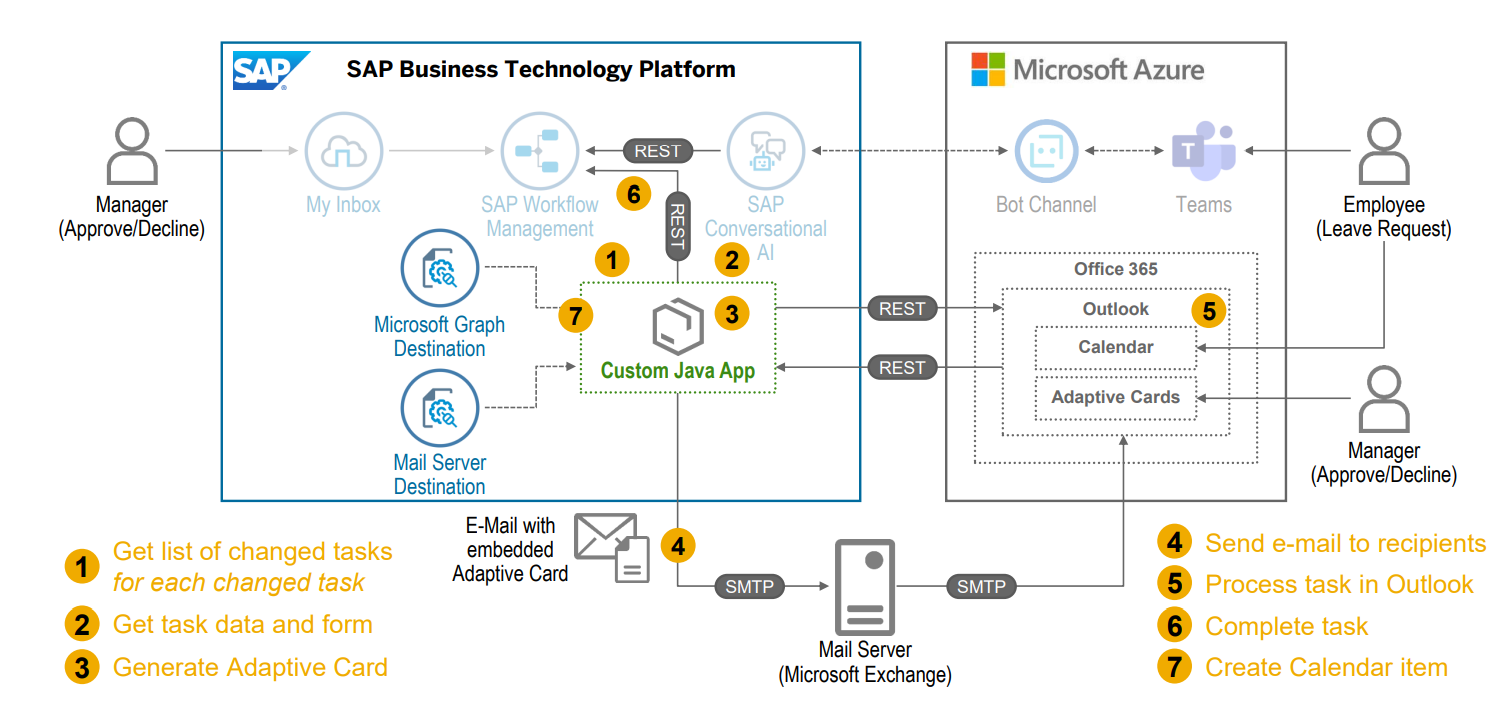 SAP
SAP Business Technology Platform
Microsoft Azure
REST
Manager
(Approve/Decline)
My Inbox
SAP Workflow
Management
6
REST
SAP
Conversational
AI
Bot Channel
Teams
Employee
(Leave Request)
1
2
Microsoft Graph
Destination
7
3
Custom Java App
REST
REST
Office 365
Outlook
5
Calendar
Adaptive Cards
Mail Server
Destination
Manager
(Approve/Decline)
E-Mail with
embedded
Adaptive Card
4
SMTP
SMTP
Mail Server
(Microsoft Exchange)
1 Get list of changed tasks
for each changed task
2 Get task data and form
3 Generate Adaptive Card
4 Send e-mail to recipients
5 Process task in Outlook
6 Complete task
7 Create Calendar item
T
®